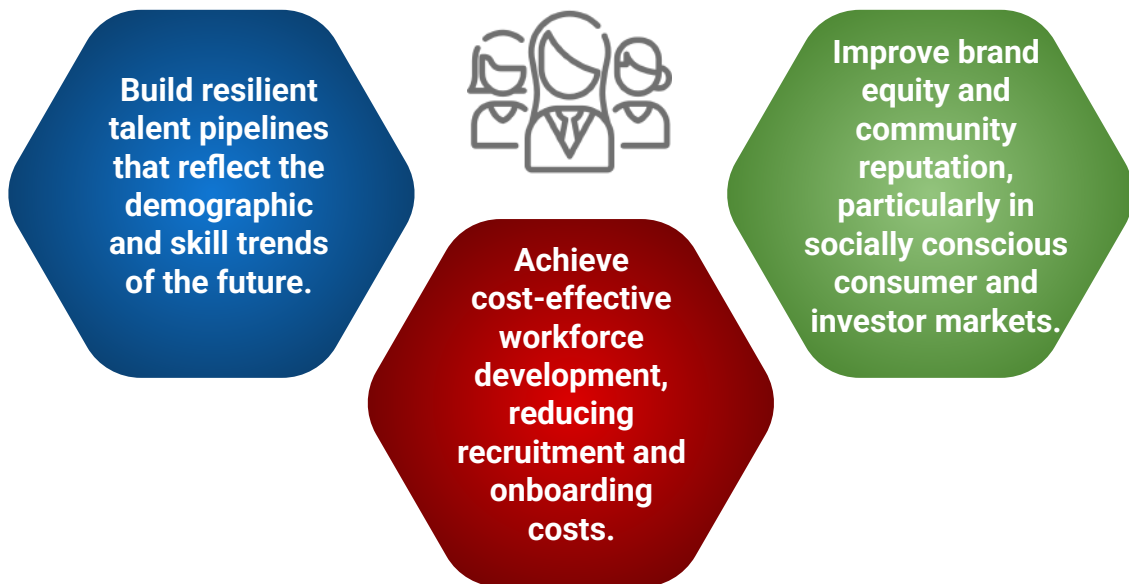 Build resilient
talent pipelines
that reflect the
demographic
and skill trends
of the future.
Achieve
cost-effective
workforce
development,
reducing
recruitment and
onboarding
costs.
Improve brand
equity and
community
reputation,
particularly in
socially conscious
consumer and
investor markets.